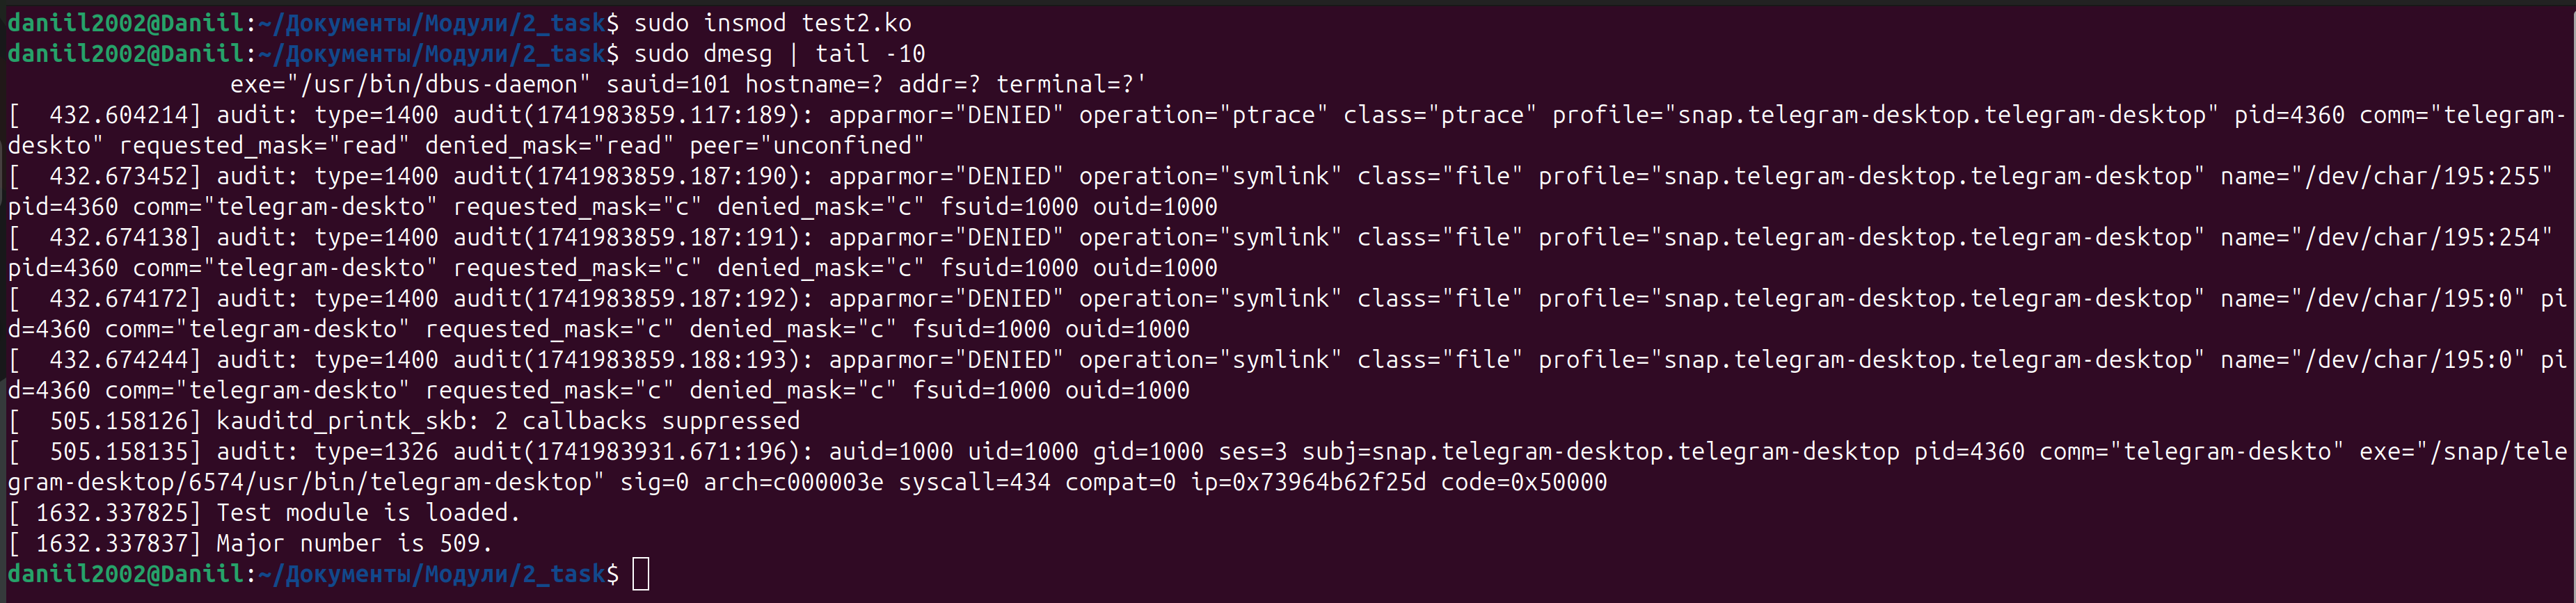 daniil2002@Daniil:~/Документы/Модули/2_task$ sudo insmod test2.ko
daniil2002@Daniil:~/Документы/Модули/2_task$ sudo dmesg | tail -10
                exe="/usr/bin/dbus-daemon" sauid=101 hostname=? addr=? terminal=?'
[  432.604214] audit: type=1400 audit(1741983859.117:189): apparmor="DENIED" operation="ptrace" class="ptrace" profile="snap.telegram-desktop.telegram-desktop" pid=4360 comm="telegram-
deskto" requested_mask="read" denied_mask="read" peer="unconfined"
[  432.673452] audit: type=1400 audit(1741983859.187:190): apparmor="DENIED" operation="symlink" class="file" profile="snap.telegram-desktop.telegram-desktop" name="/dev/char/195:255"
pid=4360 comm="telegram-deskto" requested_mask="c" denied_mask="c" fsuid=1000 ouid=1000
[  432.674138] audit: type=1400 audit(1741983859.187:191): apparmor="DENIED" operation="symlink" class="file" profile="snap.telegram-desktop.telegram-desktop" name="/dev/char/195:254"
pid=4360 comm="telegram-deskto" requested_mask="c" denied_mask="c" fsuid=1000 ouid=1000
[  432.674172] audit: type=1400 audit(1741983859.187:192): apparmor="DENIED" operation="symlink" class="file" profile="snap.telegram-desktop.telegram-desktop" name="/dev/char/195:0" pi
d=4360 comm="telegram-deskto" requested_mask="c" denied_mask="c" fsuid=1000 ouid=1000
[  432.674244] audit: type=1400 audit(1741983859.188:193): apparmor="DENIED" operation="symlink" class="file" profile="snap.telegram-desktop.telegram-desktop" name="/dev/char/195:0" pi
d=4360 comm="telegram-deskto" requested_mask="c" denied_mask="c" fsuid=1000 ouid=1000
[  505.158126] kauditd_printk_skb: 2 callbacks suppressed
[  505.158135] audit: type=1326 audit(1741983931.671:196): auid=1000 uid=1000 gid=1000 ses=3 subj=snap.telegram-desktop.telegram-desktop pid=4360 comm="telegram-deskto" exe="/snap/tele
gram-desktop/6574/usr/bin/telegram-desktop" sig=0 arch=c000003e syscall=434 compat=0 ip=0x73964b62f25d code=0x50000
[ 1632.337825] Test module is loaded.
[ 1632.337837] Major number is 509.
daniil2002@Daniil:~/Документы/Модули/2_task$